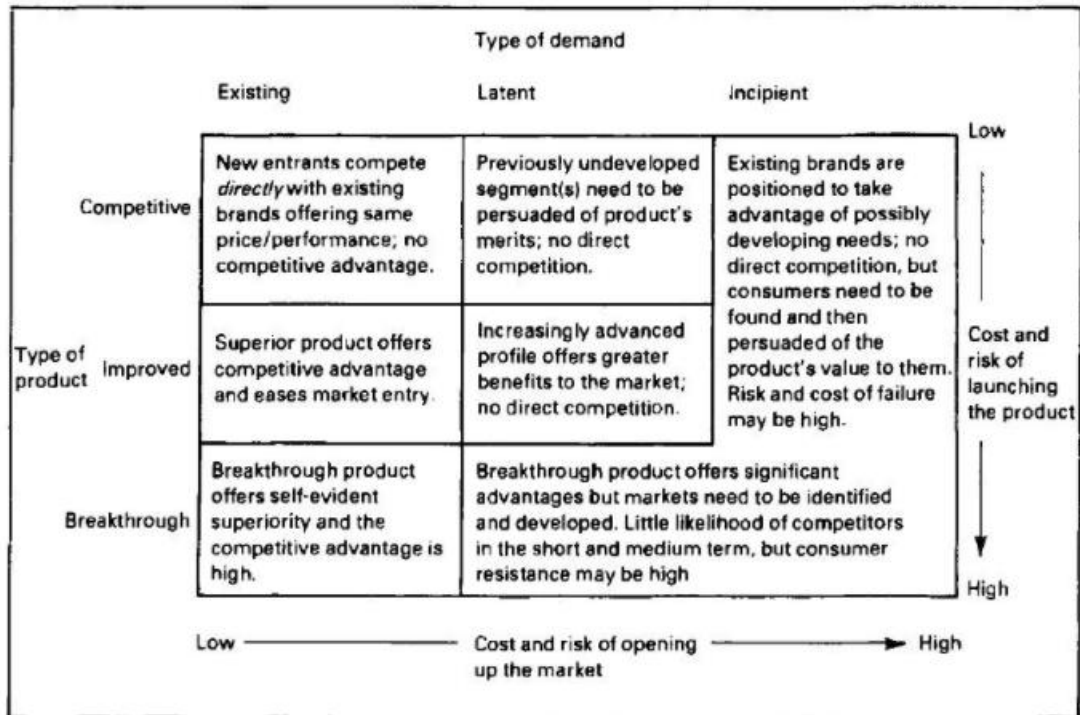 Type of demand
Existing
Latent
Incipient
Low
Competitive
New entrants compete
directly with existing
brands offering same
price/performance; no
competitive advantage.
Previously undeveloped
segment(s) need to be
persuaded of product's
merits; no direct
competition.
Existing brands are
positioned to take
advantage of possibly
developing needs; no
direct competition, but
consumers need to be
found and then
persuaded of the
product's value to them.
Risk and cost of failure
may be high.
Type of
product
Improved
Superior product offers
competitive advantage
and eases market entry.
Increasingly advanced
profile offers greater
benefits to the market;
no direct competition.
Cost and
risk of
launching
the product
Breakthrough
Breakthrough product
offers self-evident
superiority and the
competitive advantage is
high.
Breakthrough product offers significant
advantages but markets need to be identified
and developed. Little likelihood of competitors
in the short and medium term, but consumer
resistance may be high
High
Low
Cost and risk of opening
up the market
High